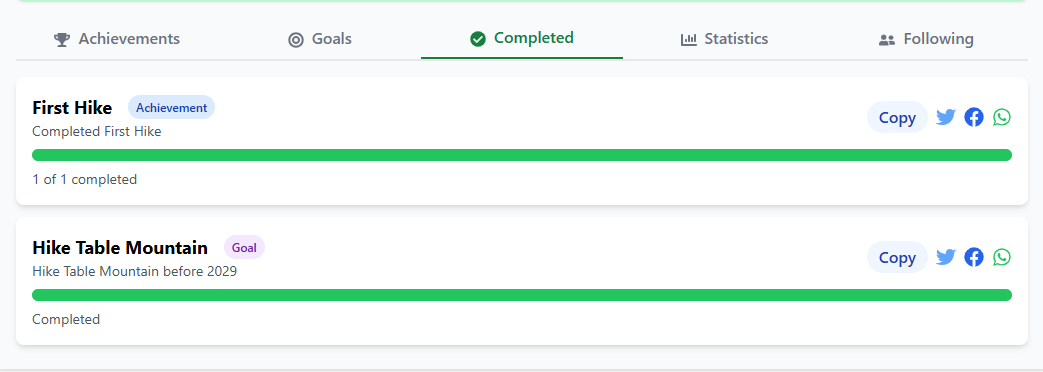 Achievements Goals Completed Statistics Following
First Hike Achievement
Completed First Hike
Copy
1 of 1 completed
Hike Table Mountain Goal
Hike Table Mountain before 2029
Copy
Completed